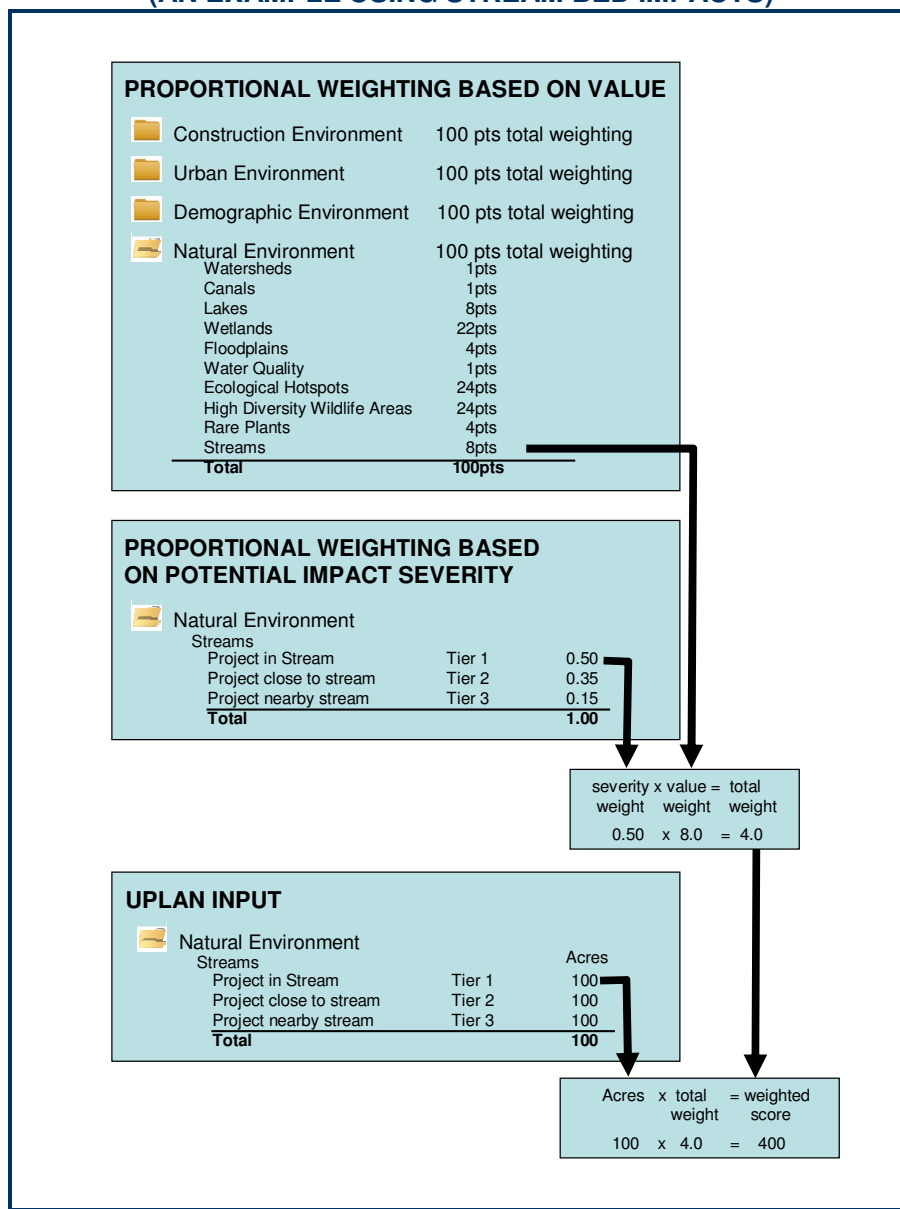 (AN EXAMPLE USING STREAM BED IMPACTS)
PROPORTIONAL WEIGHTING BASED ON VALUE
Construction Environment 100 pts total weighting
Urban Environment 100 pts total weighting
Demographic Environment 100 pts total weighting
Natural Environment 100 pts total weighting
Watersheds 1pts
Canals 1pts
Lakes 8pts
Wetlands 22pts
Floodplains 4pts
Water Quality 1pts
Ecological Hotspots 24pts
High Diversity Wildlife Areas 24pts
Rare Plants 4pts
Streams 8pts
Total 100pts
PROPORTIONAL WEIGHTING BASED
ON POTENTIAL IMPACT SEVERITY
Natural Environment
Streams
Project in Stream Tier 1 0.50
Project close to stream Tier 2 0.35
Project nearby stream Tier 3 0.15
Total 1.00
severity x value = total
weight weight weight
0.50 x 8.0 = 4.0
UPLAN INPUT
Natural Environment
Acres
Streams
Project in Stream Tier 1 100
Project close to stream Tier 2 100
Project nearby stream Tier 3 100
Total 100
Acres x total = weighted
weight score
100 x 4.0 = 400